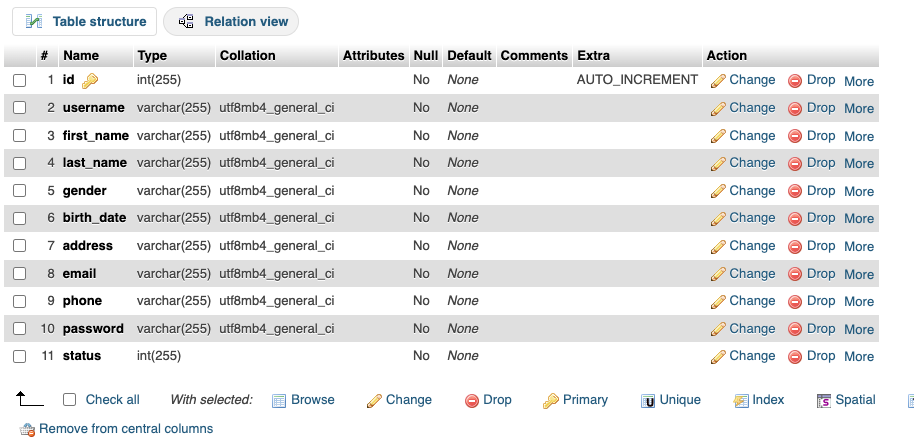 Table structure Relation view
# Name Type Collation Attributes Null Default Comments Extra Action
1 id int(255) No None AUTO_INCREMENT Change Drop More
2 username varchar(255) utf8mb4_general_ci No None Change Drop More
3 first_name varchar(255) utf8mb4_general_ci No None Change Drop More
4 last_name varchar(255) utf8mb4_general_ci No None Change Drop More
5 gender varchar(255) utf8mb4_general_ci No None Change Drop More
6 birth_date varchar(255) utf8mb4_general_ci No None Change Drop More
7 address varchar(255) utf8mb4_general_ci No None Change Drop More
8 email varchar(255) utf8mb4_general_ci No None Change Drop More
9 phone varchar(255) utf8mb4_general_ci No None Change Drop More
10 password varchar(255) utf8mb4_general_ci No None Change Drop More
11 status int(255) No None Change Drop More
Check all With selected: Browse Change Drop Primary Unique Index Spatial
Remove from central columns